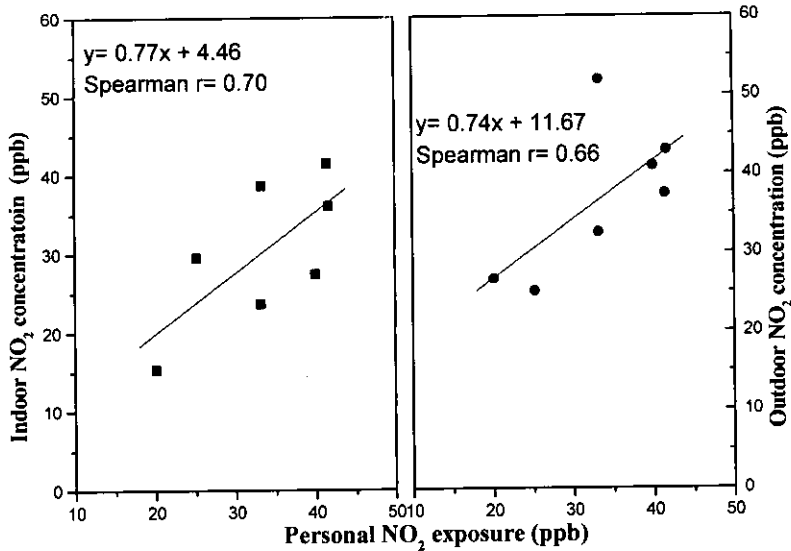 60
50
40
30
20
10
0
Indoor NO₂ concentratoin (ppb)
y= 0.77x + 4.46
Spearman r= 0.70
10 20 30 40 50
y= 0.74x + 11.67
Spearman r= 0.66
10 20 30 40 50
60
50
40
30
20
10
0
Outdoor NO₂ concentration (ppb)
Personal NO₂ exposure (ppb)